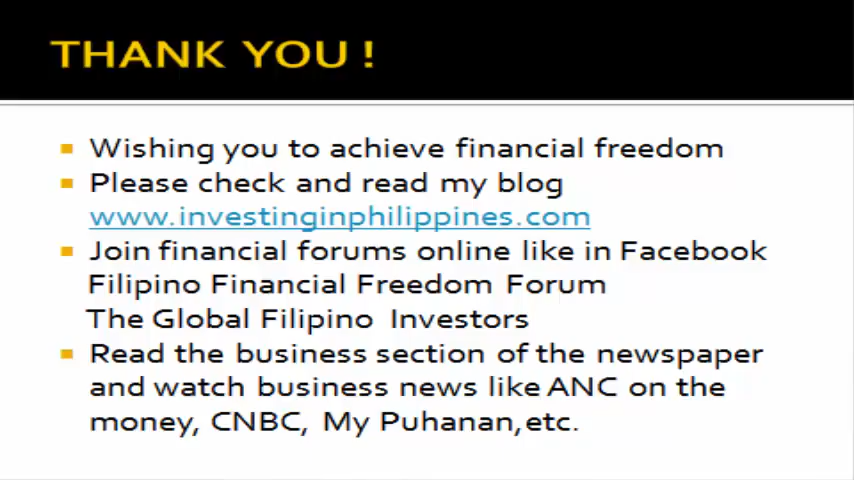 THANK YOU !
Wishing you to achieve financial freedom
Please check and read my blog
www.investinginphilippines.com
Join financial forums online like in Facebook
Filipino Financial Freedom Forum
The Global Filipino Investors
Read the business section of the newspaper
and watch business news like ANC on the
money, CNBC, My Puhanan,etc.